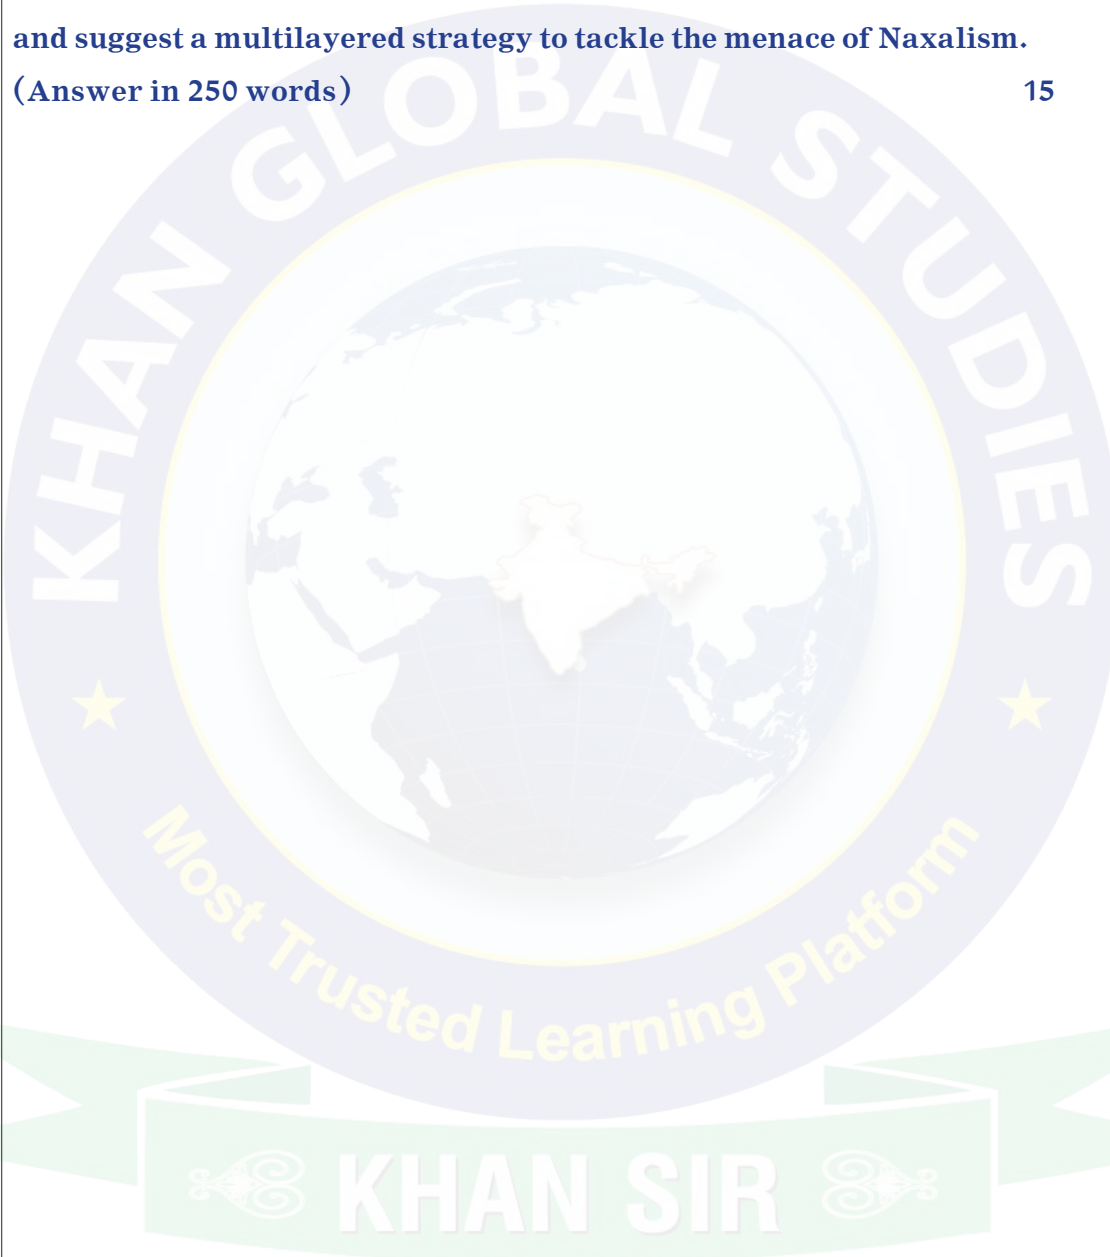 and suggest a multilayered strategy to tackle the menace of Naxalism.
(Answer in 250 words) 15
KHAN GLOBAL STUDIES
Most Trusted Learning Platform
KHAN SIR